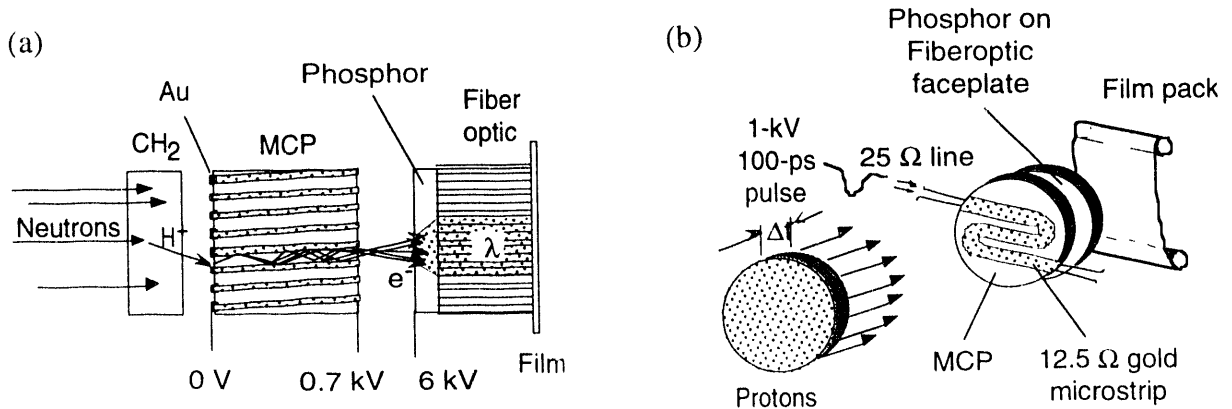 (a)
Phosphor
Au
Fiber
optic
CH₂
MCP
Neutrons
H⁺
λ
e⁻
Film
0 V
0.7 kV
6 kV
(b)
Phosphor on
Fiberoptic
faceplate
Film pack
1-kV
100-ps
pulse
25 Ω line
Δt
MCP
12.5 Ω gold
microstrip
Protons